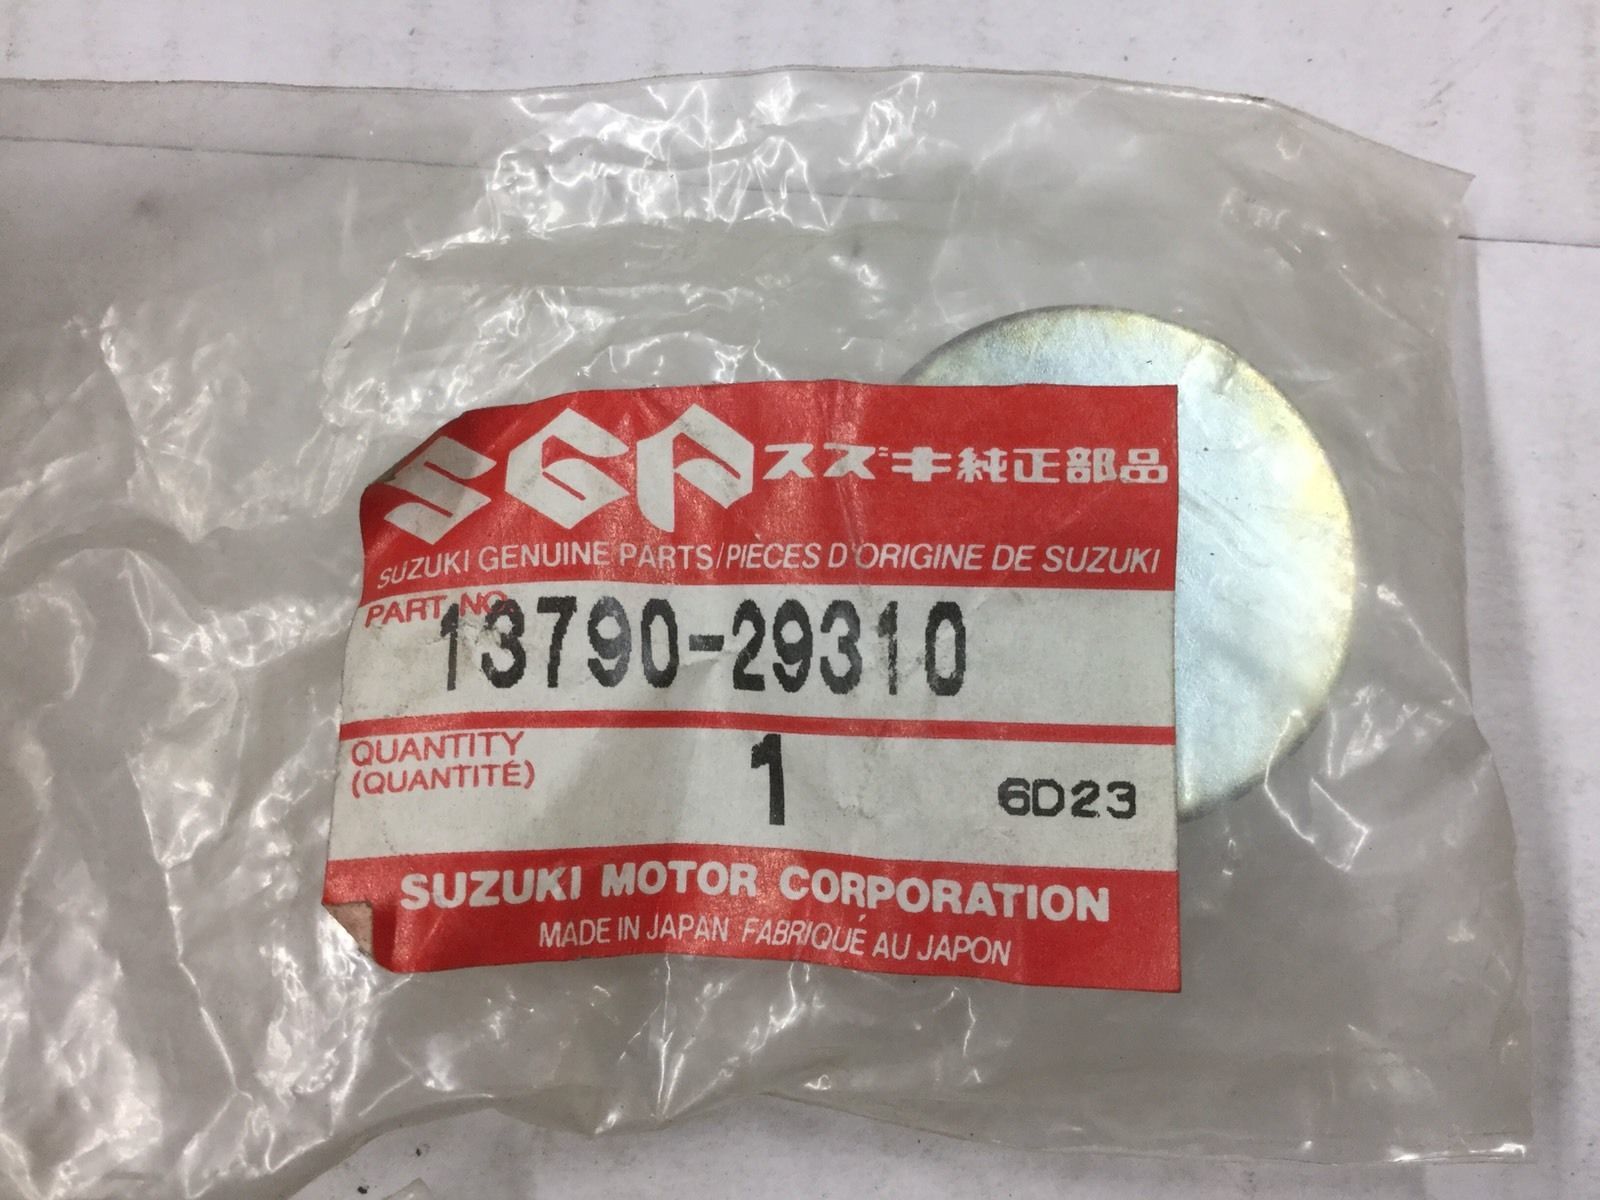 SGP スズキ純正部品
SUZUKI GENUINE PARTS/PIÈCES D'ORIGINE DE SUZUKI
PART NO.
13790-29310
QUANTITY
(QUANTITÉ)
1
6D23
SUZUKI MOTOR CORPORATION
MADE IN JAPAN FABRIQUÉ AU JAPON